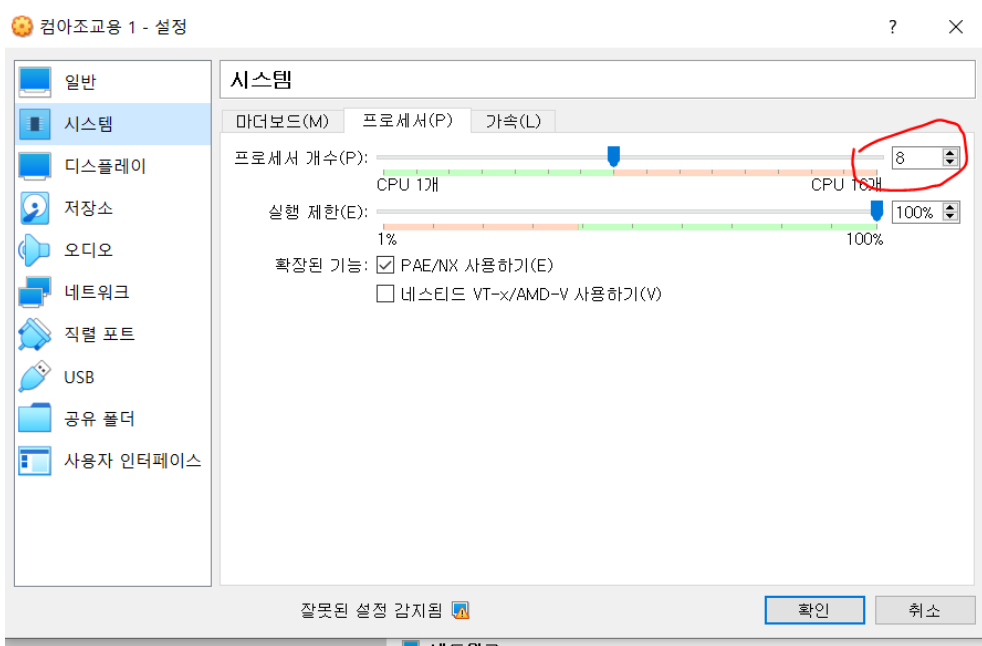 컴아조교용 1 - 설정
?
일반
시스템
디스플레이
저장소
오디오
네트워크
직렬 포트
USB
공유 폴더
사용자 인터페이스
시스템
마더보드(M) 프로세서(P) 가속(L)
프로세서 개수(P): 8
CPU 1개 CPU 16개
실행 제한(E): 100%
1% 100%
확장된 기능: PAE/NX 사용하기(E)
네스티드 VT-x/AMD-V 사용하기(V)
잘못된 설정 감지됨 확인 취소